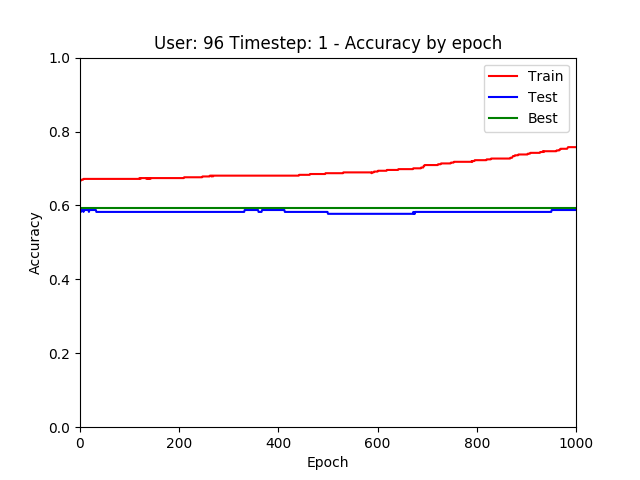 User: 96 Timestep: 1 - Accuracy by epoch
1.0
Train
Test
Best
0.8
0.6
Accuracy
0.4
0.2
0.0
0 200 400 600 800 1000
Epoch